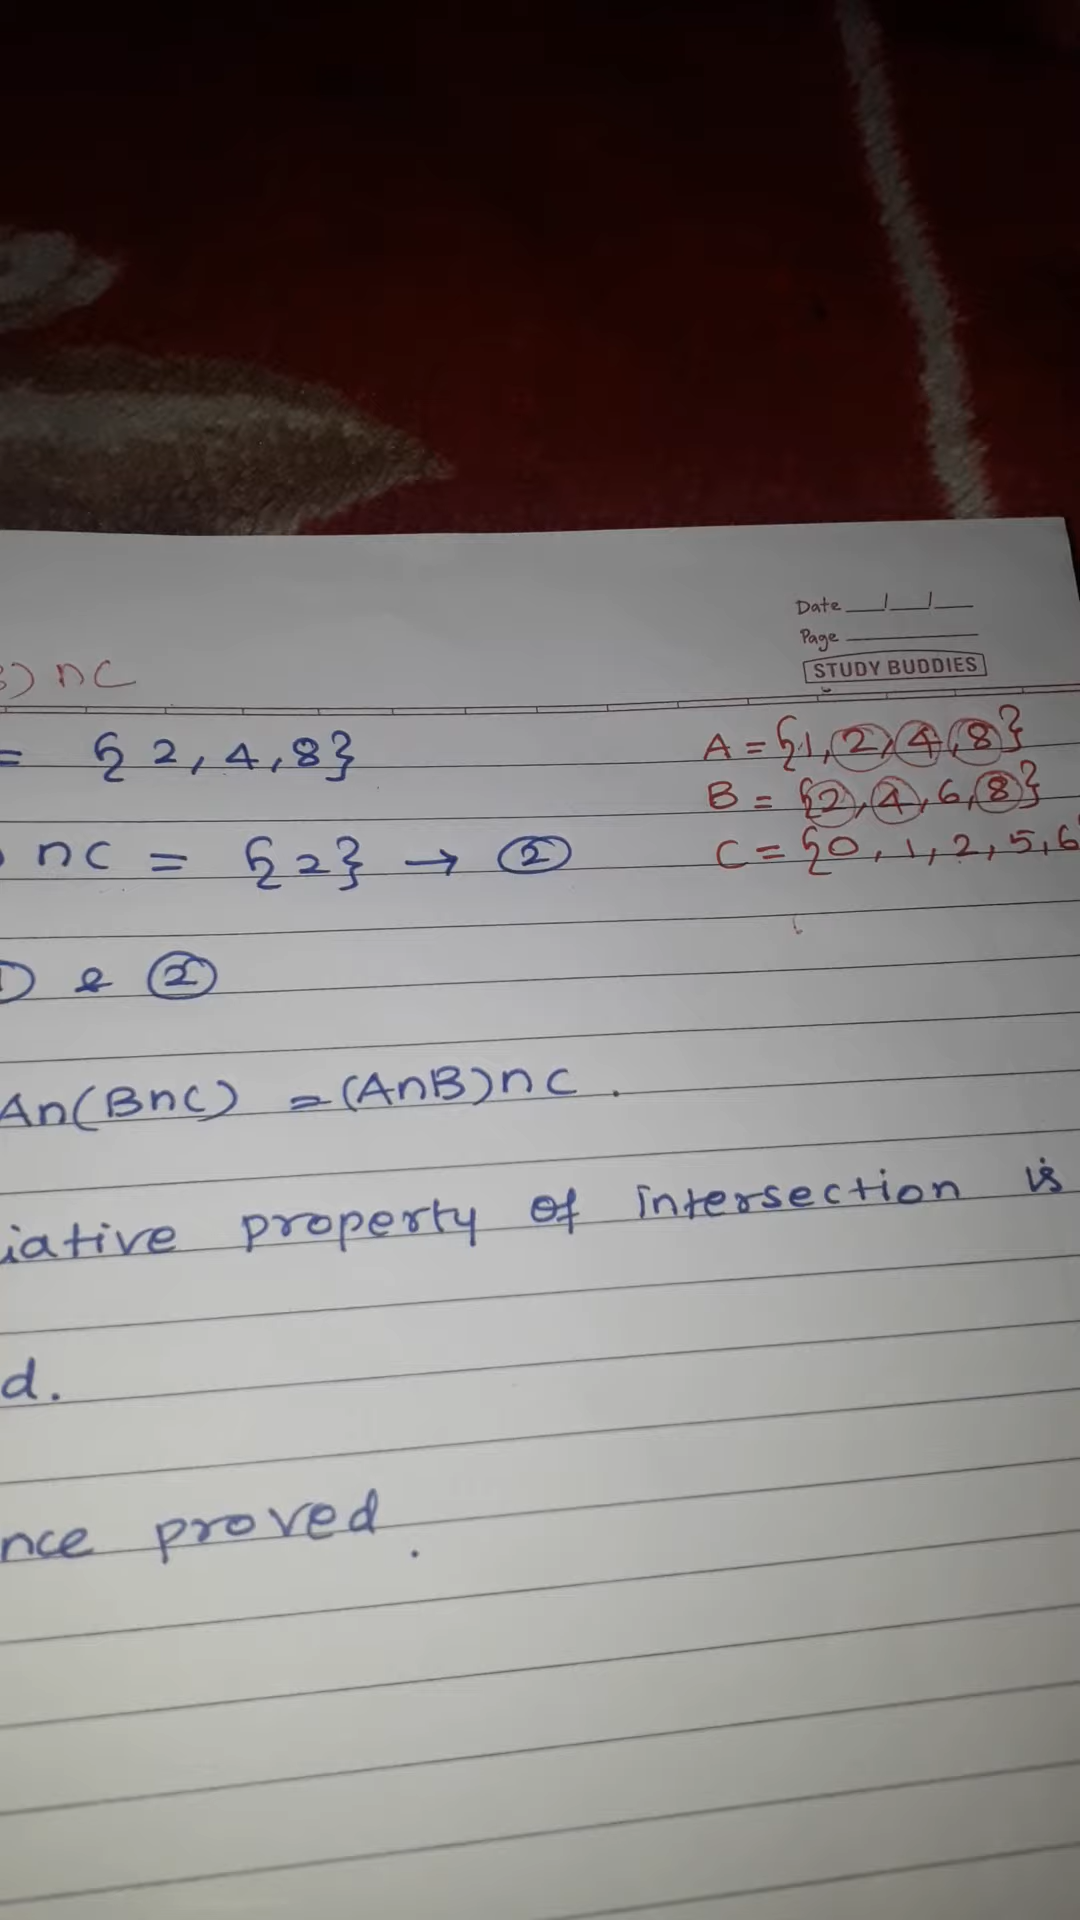 Date
Page
STUDY BUDDIES
) ∩ C
= { 2, 4, 8}
A = {1, 2, 4, 8}
B = {2, 4, 6, 8}
∩ C = {2} → ②
C = {0, 1, 2, 5, 6
& ②
A∩(B∩C) = (A∩B)∩C .
iative property of intersection is
d.
nce proved .